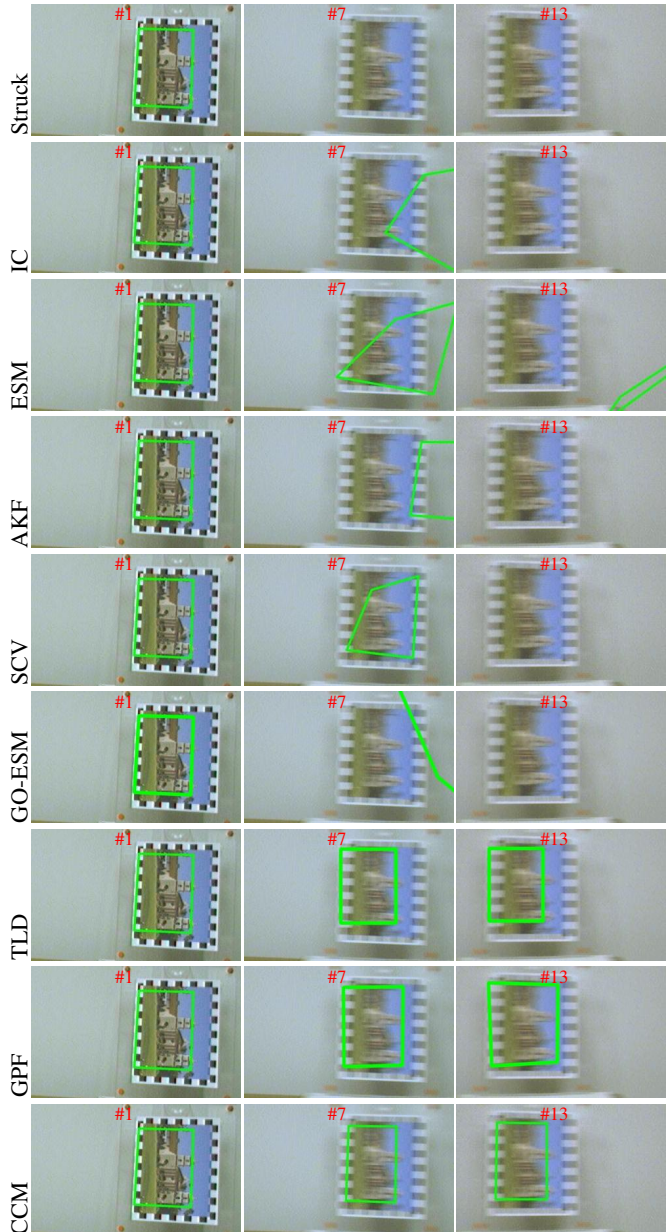 Struck #1 #7 #13
IC #1 #7 #13
ESM #1 #7 #13
AKF #1 #7 #13
SCV #1 #7 #13
GO-ESM #1 #7 #13
TLD #1 #7 #13
GPF #1 #7 #13
CCM #1 #7 #13